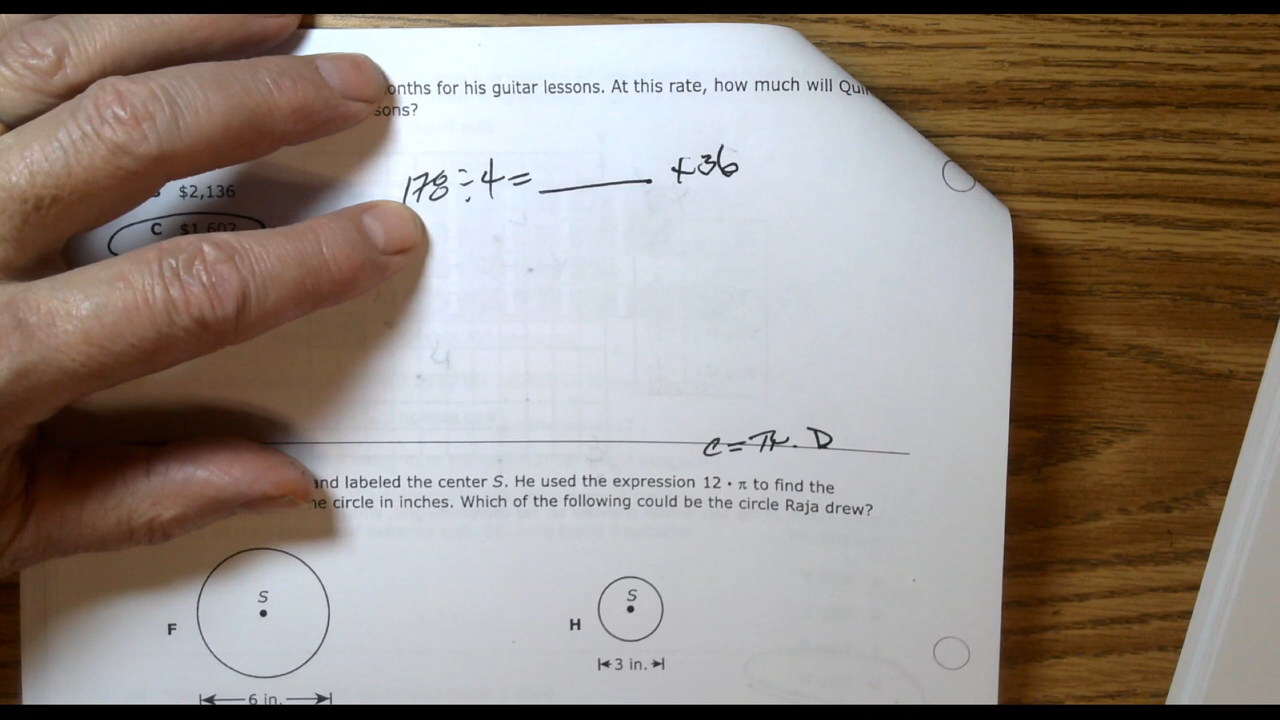 onths for his guitar lessons. At this rate, how much will
sons?
178 ÷ 4 = ______ × 36
$2,136
C $1,602
C = π · D
and labeled the center S. He used the expression 12 • π to find the
circle in inches. Which of the following could be the circle Raja drew?
S
S
F
H
3 in.
6 in.